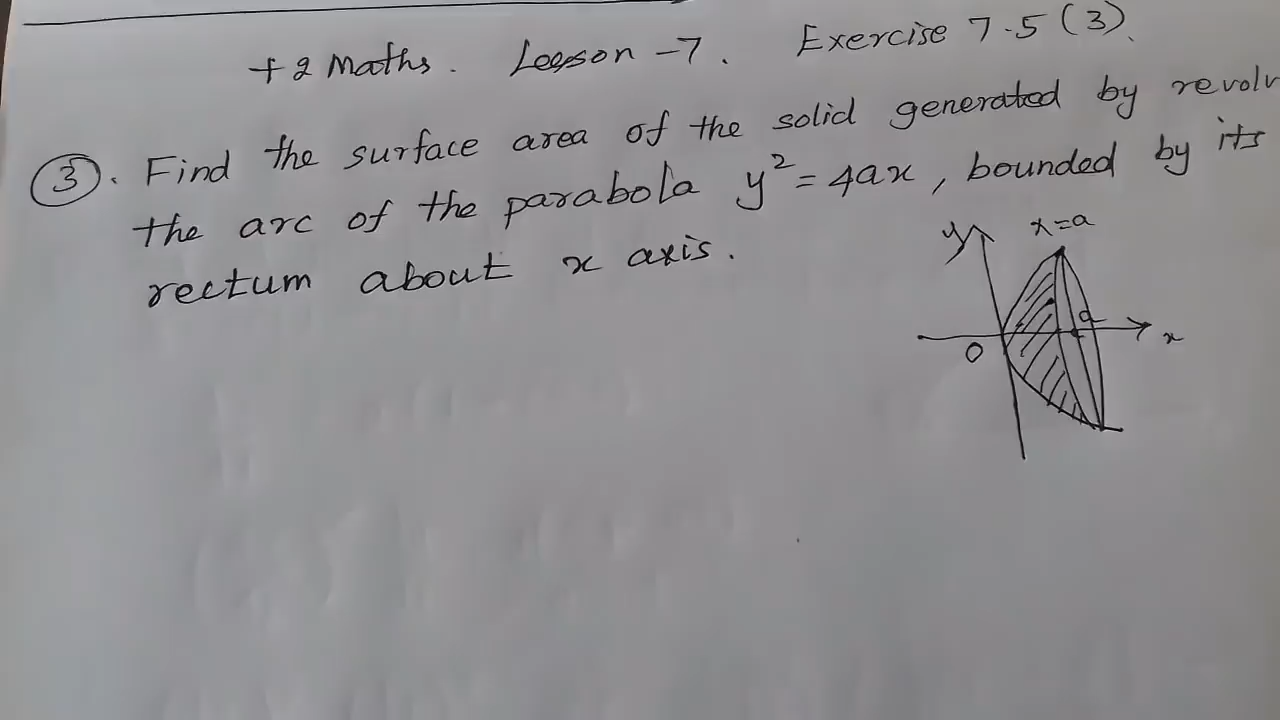 +2 Maths. Lesson -7. Exercise 7.5 (3).
③. Find the surface area of the solid generated by revolv
the arc of the parabola y² = 4ax, bounded by its
rectum about x axis.
y x=a
a
O x